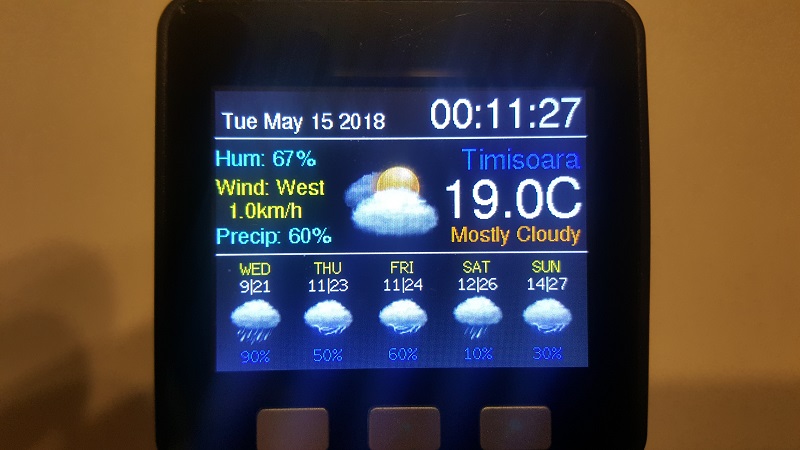 Tue May 15 2018 00:11:27
Hum: 67% Timisoara
Wind: West 19.0C
1.0km/h
Precip: 60% Mostly Cloudy
WED THU FRI SAT SUN
9|21 11|23 11|24 12|26 14|27
90% 50% 60% 10% 30%